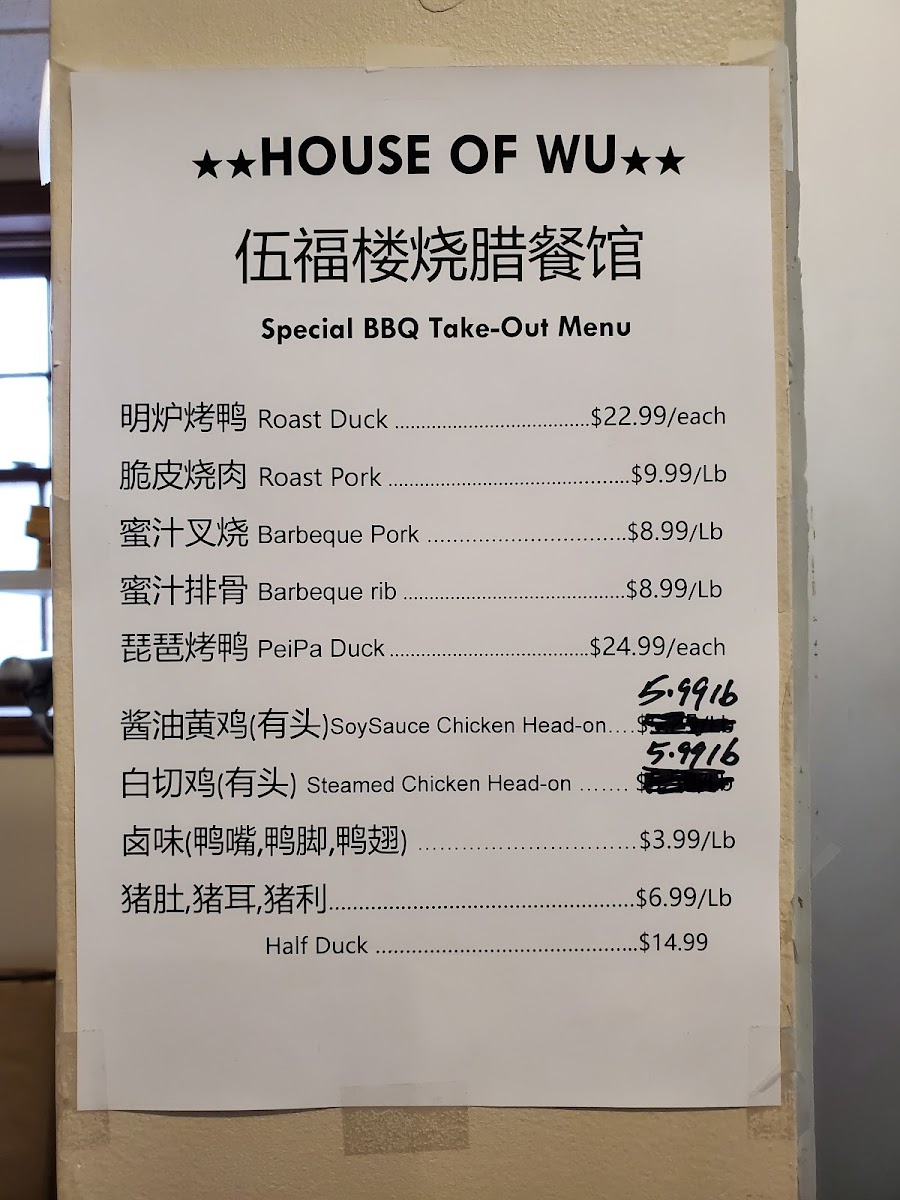 ★★HOUSE OF WU★★
伍福楼烧腊餐馆
Special BBQ Take-Out Menu
明炉烤鸭 Roast Duck ........................................$22.99/each
脆皮烧肉 Roast Pork ........................................$9.99/Lb
蜜汁叉烧 Barbeque Pork ..................................$8.99/Lb
蜜汁排骨 Barbeque rib .....................................$8.99/Lb
琵琶烤鸭 PeiPa Duck.......................................$24.99/each
5.99lb
酱油黄鸡(有头)SoySauce Chicken Head-on....
5.99lb
白切鸡(有头) Steamed Chicken Head-on .......
卤味(鸭嘴,鸭脚,鸭翅) ................................$3.99/Lb
猪肚,猪耳,猪利..................................................$6.99/Lb
Half Duck ...........................................$14.99